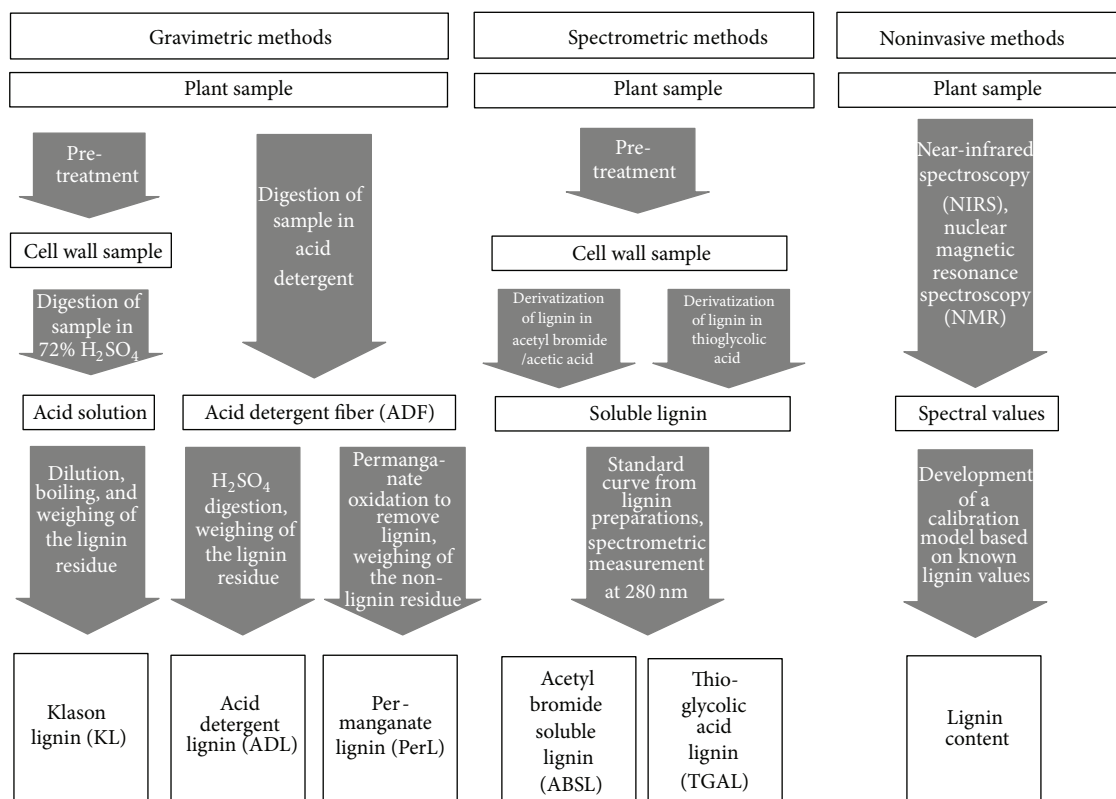 Gravimetric methods
Spectrometric methods
Noninvasive methods
Plant sample
Plant sample
Plant sample
Pre-
treatment
Digestion of
sample in
acid
detergent
Pre-
treatment
Near-infrared
spectroscopy
(NIRS),
nuclear
magnetic
resonance
spectroscopy
(NMR)
Cell wall sample
Cell wall sample
Digestion of
sample in
72% H₂SO₄
Derivatization
of lignin in
acetyl bromide
/acetic acid
Derivatization
of lignin in
thioglycolic
acid
Acid solution
Acid detergent fiber (ADF)
Soluble lignin
Spectral values
Dilution,
boiling, and
weighing of
the lignin
residue
H₂SO₄
digestion,
weighing of
the lignin
residue
Permanga-
nate
oxidation to
remove
lignin,
weighing of
the non-
lignin residue
Standard
curve from
lignin
preparations,
spectrometric
measurement
at 280 nm
Development
of a
calibration
model based
on known
lignin values
Klason
lignin (KL)
Acid
detergent
lignin (ADL)
Per-
manganate
lignin (PerL)
Acetyl
bromide
soluble
lignin
(ABSL)
Thio-
glycolic
acid
lignin
(TGAL)
Lignin
content